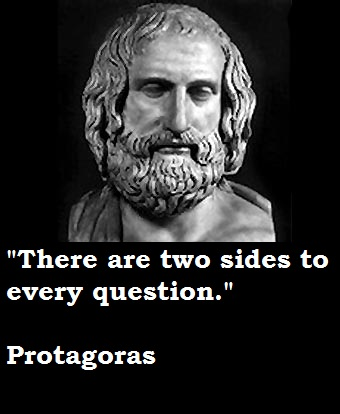 "There are two sides to
every question."
Protagoras